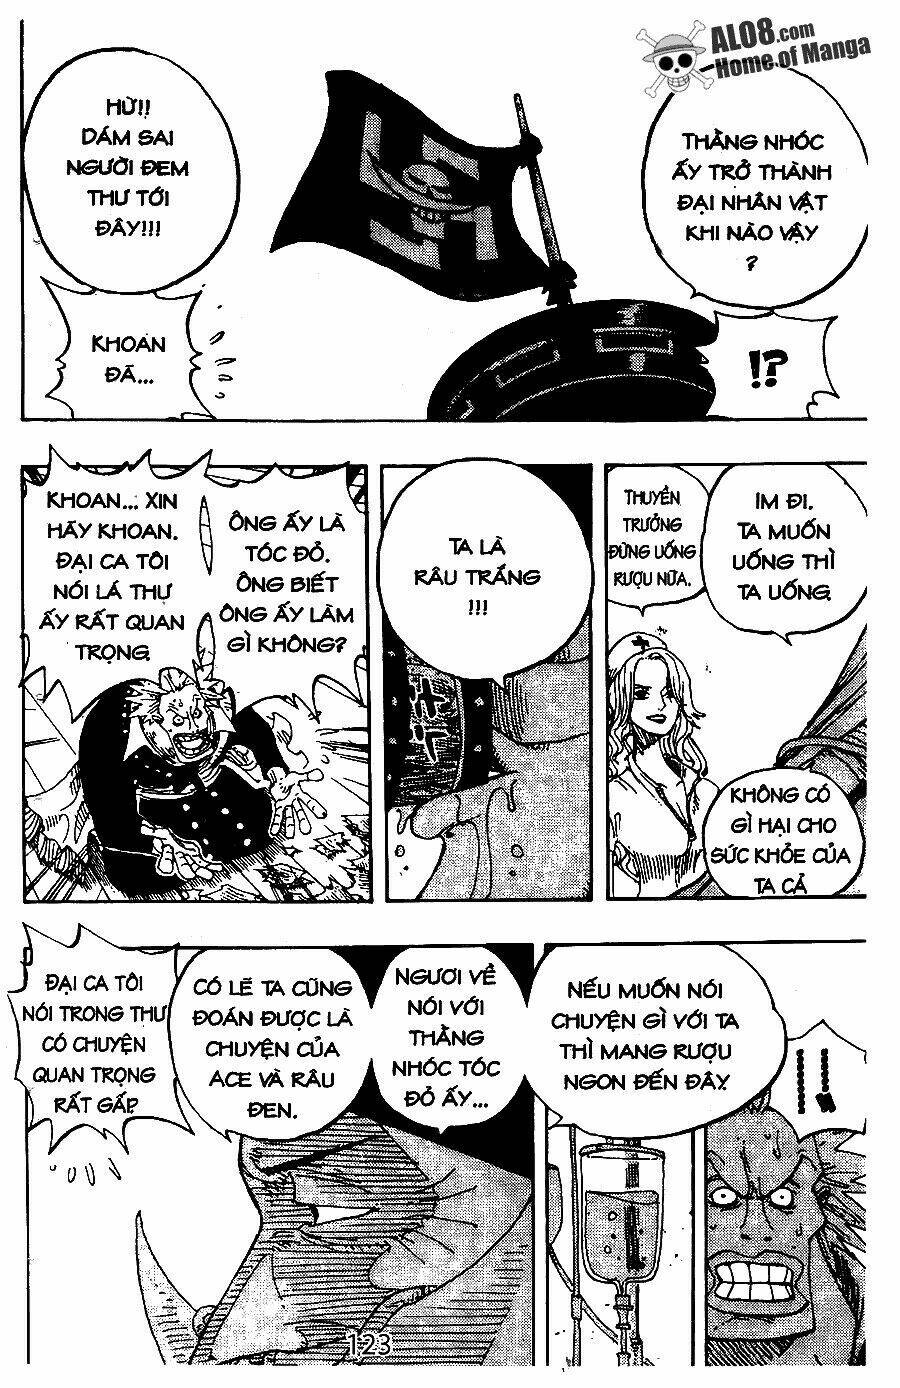 AL08.com
Home of Manga
HỪ!!
DÁM SAI
NGƯỜI ĐEM
THƯ TỚI
ĐÂY!!!
KHOAN
ĐÃ...
THẰNG NHÓC
ẤY TRỞ THÀNH
ĐẠI NHÂN VẬT
KHI NÀO VẬY
?
!?
KHOAN... XIN
HÃY KHOAN.
ĐẠI CA TÔI
NÓI LÁ THƯ
ẤY RẤT QUAN
TRỌNG.
ÔNG ẤY LÀ
TÓC ĐỎ.
ÔNG BIẾT
ÔNG ẤY LÀM
GÌ KHÔNG?
TA LÀ
RÂU TRẮNG
!!!
THUYỀN
TRƯỞNG
ĐỪNG UỐNG
RƯỢU NỮA.
IM ĐI.
TA MUỐN
UỐNG THÌ
TA UỐNG.
KHÔNG CÓ
GÌ HẠI CHO
SỨC KHỎE CỦA
TA CẢ
ĐẠI CA TÔI
NÓI TRONG THƯ
CÓ CHUYỆN
QUAN TRỌNG
RẤT GẤP.
CÓ LẼ TA CŨNG
ĐOÁN ĐƯỢC LÀ
CHUYỆN CỦA
ACE VÀ RÂU
ĐEN.
NGƯƠI VỀ
NÓI VỚI
THẰNG
NHÓC TÓC
ĐỎ ẤY...
NẾU MUỐN NÓI
CHUYỆN GÌ VỚI TA
THÌ MANG RƯỢU
NGON ĐẾN ĐÂY.
123